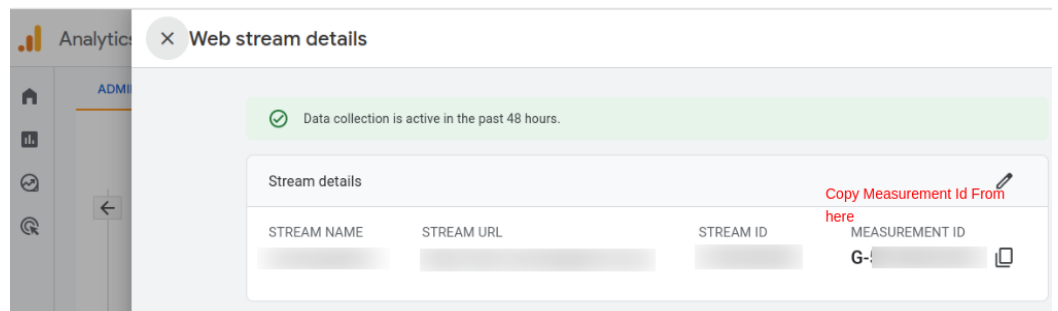 Analytics
Web stream details
ADMI
Data collection is active in the past 48 hours.
Stream details
Copy Measurement Id From
here
STREAM NAME STREAM URL STREAM ID MEASUREMENT ID
G-